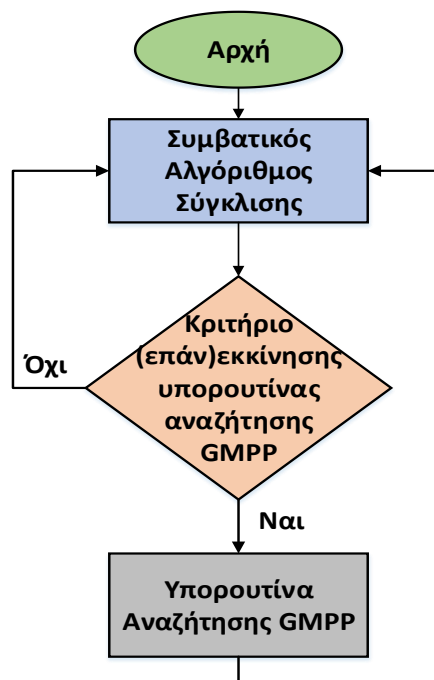 Αρχή
Συμβατικός
Αλγόριθμος
Σύγκλισης
Κριτήριο
(επάν)εκκίνησης
υπορουτίνας
αναζήτησης
GMPP
Όχι
Ναι
Υπορουτίνα
Αναζήτησης GMPP